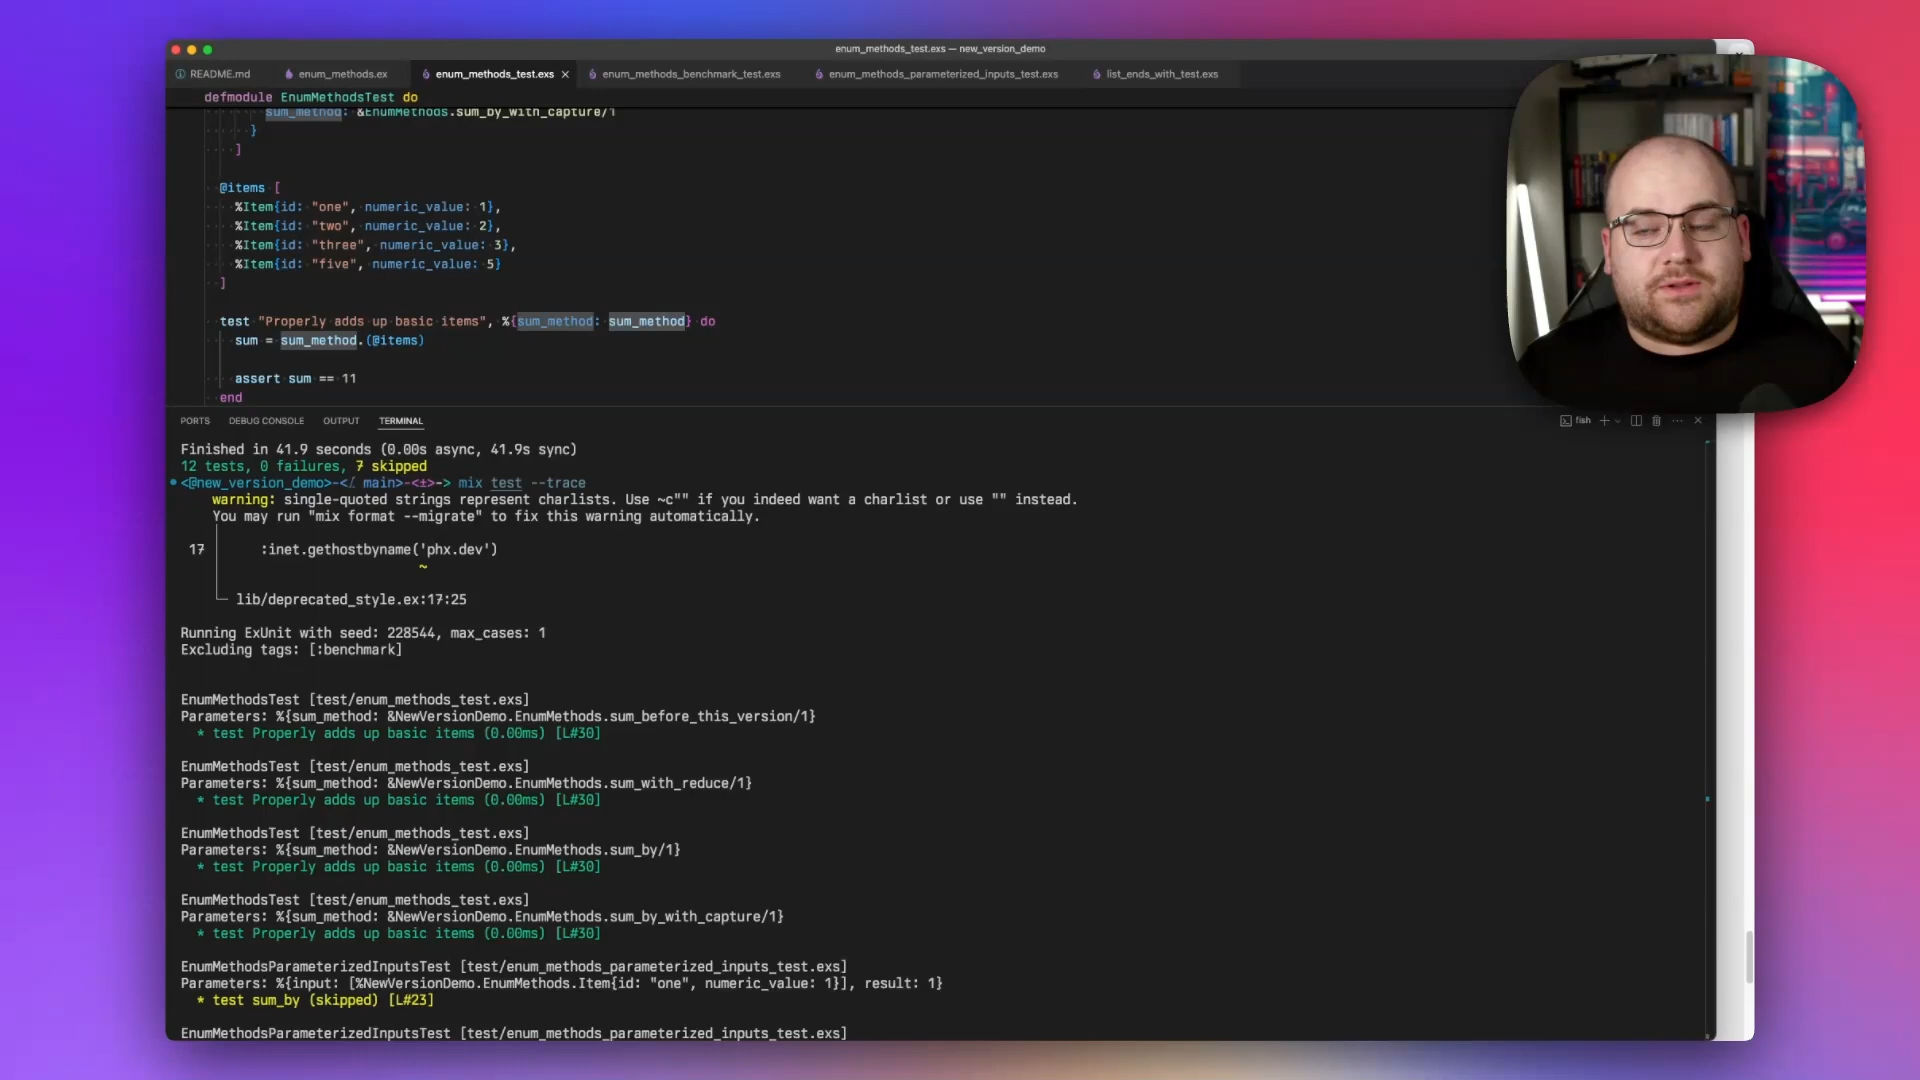 enum_methods_test.exs — new_version_demo
README.md
enum_methods.ex
enum_methods_test.exs
enum_methods_benchmark_test.exs
enum_methods_parameterized_inputs_test.exs
list_ends_with_test.exs
defmodule EnumMethodsTest do
sum_method: &EnumMethods.sum_by_with_capture/1
}
]
@items [
%Item{id: "one", numeric_value: 1},
%Item{id: "two", numeric_value: 2},
%Item{id: "three", numeric_value: 3},
%Item{id: "five", numeric_value: 5}
]
test "Properly adds up basic items", %{sum_method: sum_method} do
sum = sum_method.(@items)
assert sum == 11
end
PORTS DEBUG CONSOLE OUTPUT TERMINAL
fish
Finished in 41.9 seconds (0.00s async, 41.9s sync)
12 tests, 0 failures, 7 skipped
<@new_version_demo>-<⁒ main>-<±>-> mix test --trace
warning: single-quoted strings represent charlists. Use ~c"" if you indeed want a charlist or use "" instead.
You may run "mix format --migrate" to fix this warning automatically.
17 :inet.gethostbyname('phx.dev')
~
lib/deprecated_style.ex:17:25
Running ExUnit with seed: 228544, max_cases: 1
Excluding tags: [:benchmark]
EnumMethodsTest [test/enum_methods_test.exs]
Parameters: %{sum_method: &NewVersionDemo.EnumMethods.sum_before_this_version/1}
* test Properly adds up basic items (0.00ms) [L#30]
EnumMethodsTest [test/enum_methods_test.exs]
Parameters: %{sum_method: &NewVersionDemo.EnumMethods.sum_with_reduce/1}
* test Properly adds up basic items (0.00ms) [L#30]
EnumMethodsTest [test/enum_methods_test.exs]
Parameters: %{sum_method: &NewVersionDemo.EnumMethods.sum_by/1}
* test Properly adds up basic items (0.00ms) [L#30]
EnumMethodsTest [test/enum_methods_test.exs]
Parameters: %{sum_method: &NewVersionDemo.EnumMethods.sum_by_with_capture/1}
* test Properly adds up basic items (0.00ms) [L#30]
EnumMethodsParameterizedInputsTest [test/enum_methods_parameterized_inputs_test.exs]
Parameters: %{input: [%NewVersionDemo.EnumMethods.Item{id: "one", numeric_value: 1}], result: 1}
* test sum_by (skipped) [L#23]
EnumMethodsParameterizedInputsTest [test/enum_methods_parameterized_inputs_test.exs]